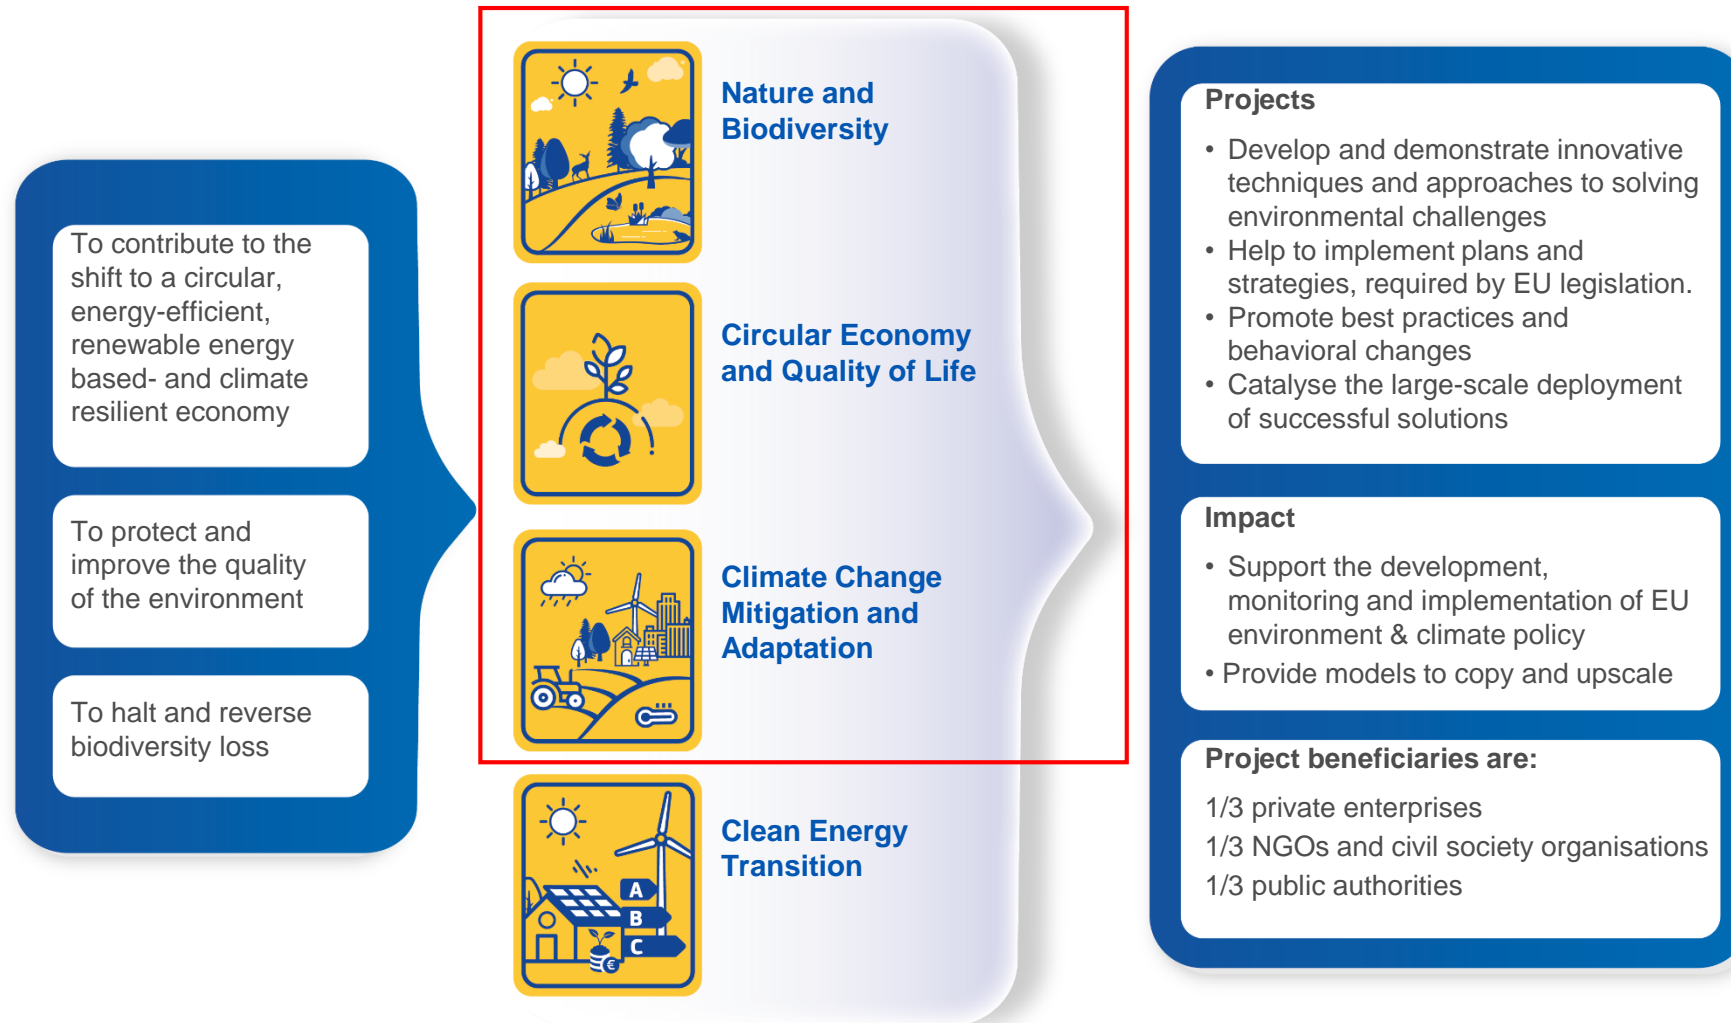 To contribute to the
shift to a circular,
energy-efficient,
renewable energy
based- and climate
resilient economy
To protect and
improve the quality
of the environment
To halt and reverse
biodiversity loss
Nature and
Biodiversity
Circular Economy
and Quality of Life
Climate Change
Mitigation and
Adaptation
Clean Energy
Transition
A
B
C
€
Projects
• Develop and demonstrate innovative
techniques and approaches to solving
environmental challenges
• Help to implement plans and
strategies, required by EU legislation.
• Promote best practices and
behavioral changes
• Catalyse the large-scale deployment
of successful solutions
Impact
• Support the development,
monitoring and implementation of EU
environment & climate policy
• Provide models to copy and upscale
Project beneficiaries are:
1/3 private enterprises
1/3 NGOs and civil society organisations
1/3 public authorities